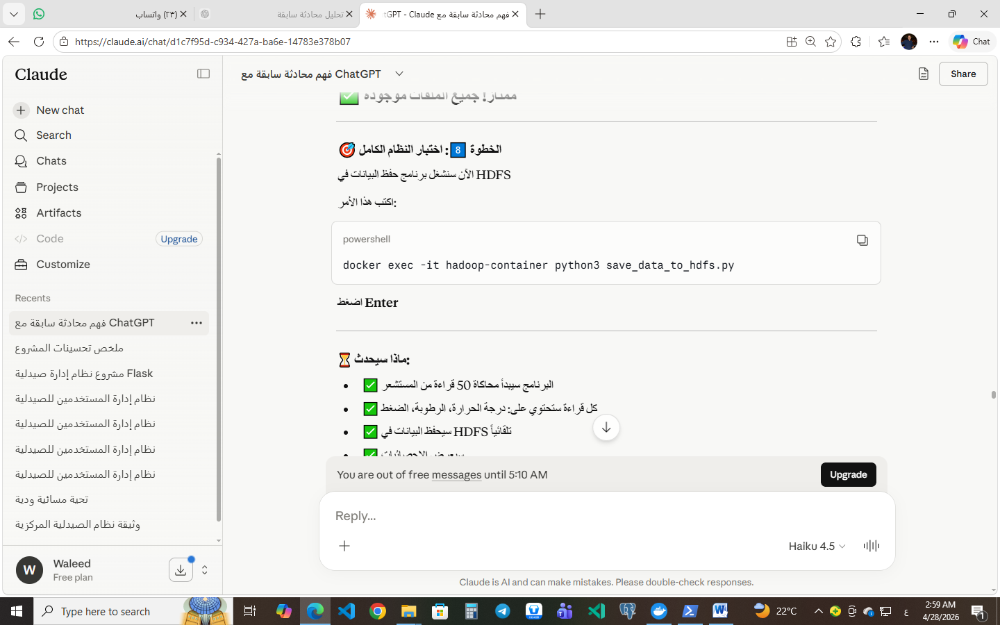 (٢٣) واتساب
تحليل محادثة سابقة
فهم محادثة سابقة مع ChatGPT - Claude
https://claude.ai/chat/d1c7f95d-c934-427a-ba6e-14783e378b07
Chat
Claude
فهم محادثة سابقة مع ChatGPT
Share
New chat
Search
Chats
Projects
Artifacts
Code
Upgrade
Customize
Recents
فهم محادثة سابقة مع ChatGPT
ملخص تحسينات المشروع
مشروع نظام إدارة صيدلية Flask
نظام إدارة المستخدمين للصيدلية
نظام إدارة المستخدمين للصيدلية
نظام إدارة المستخدمين للصيدلية
نظام إدارة المستخدمين للصيدلية
تحية مسائية ودية
وثيقة نظام الصيدلية المركزية
W
Waleed
Free plan
✅ ممتاز! جميع الملفات موجودة
🎯 الخطوة 8️⃣: اختبار النظام الكامل
الآن سنشغل برنامج حفظ البيانات في HDFS
اكتب هذا الأمر:
powershell
docker exec -it hadoop-container python3 save_data_to_hdfs.py
اضغط Enter
⏳ ماذا سيحدث:
• ✅ البرنامج سيبدأ محاكاة 50 قراءة من المستشعر
• ✅ كل قراءة ستحتوي على: درجة الحرارة، الرطوبة، الضغط
• ✅ سيحفظ البيانات في HDFS تلقائياً
• ✅ سيعرض الإحصائيات
You are out of free messages until 5:10 AM
Upgrade
Reply...
Haiku 4.5
Claude is AI and can make mistakes. Please double-check responses.
Type here to search
22°C
ع
2:59 AM
4/28/2026
1